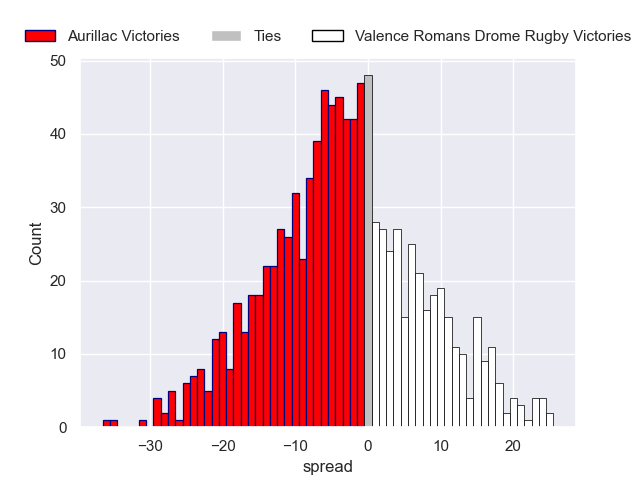 Aurillac Victories Ties Valence Romans Drome Rugby Victories
50
40
30
20
10
0
Count
−30 −20 −10 0 10 20
spread